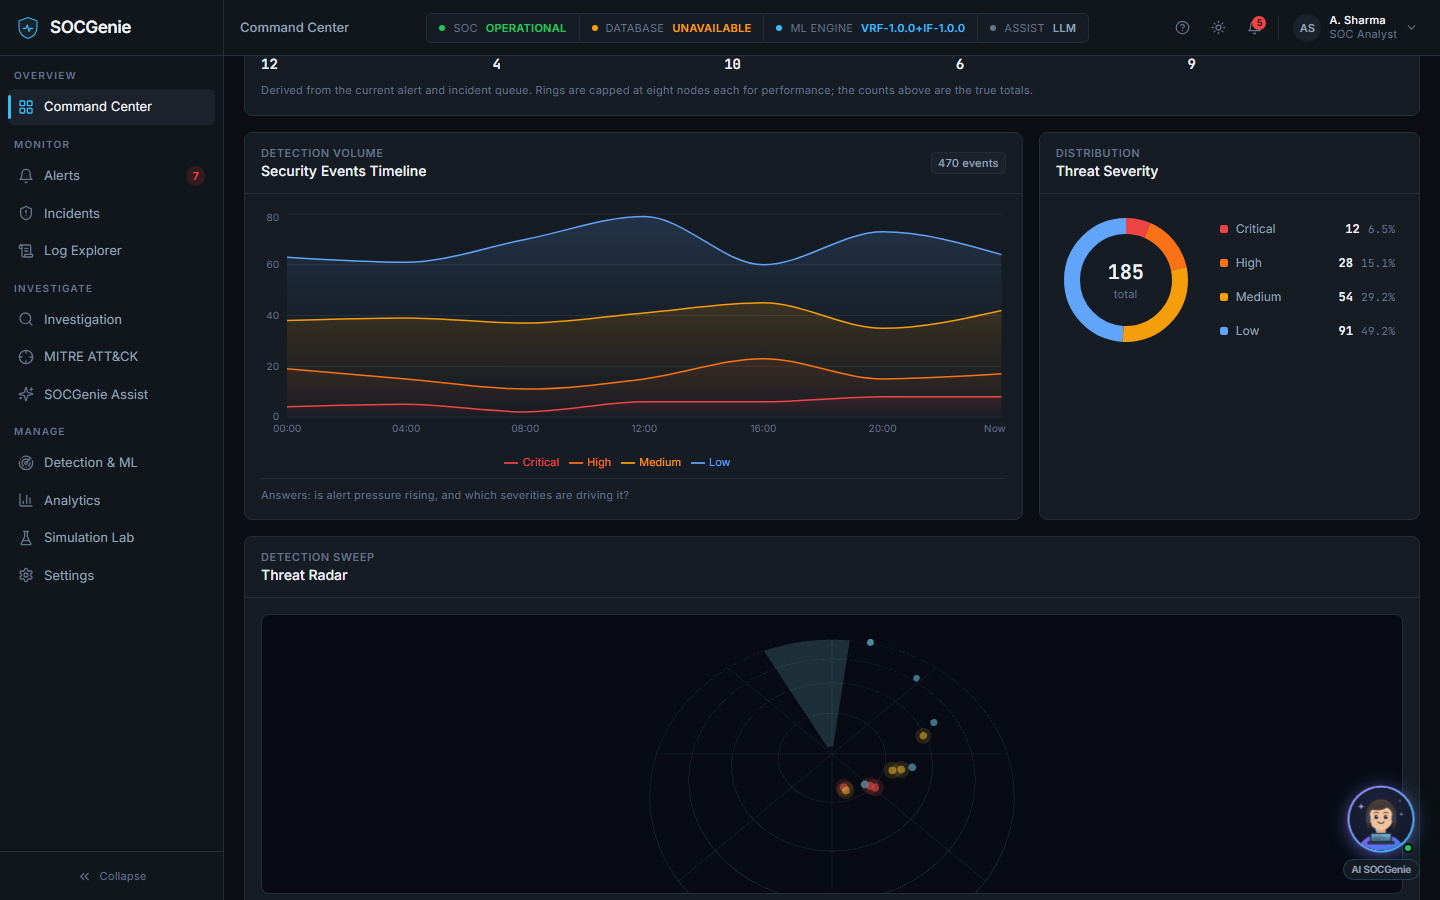 SOCGenie
Command Center
SOC OPERATIONAL
DATABASE UNAVAILABLE
ML ENGINE VRF-1.0.0+IF-1.0.0
ASSIST LLM
5
AS
A. Sharma
SOC Analyst
OVERVIEW
Command Center
MONITOR
Alerts 7
Incidents
Log Explorer
INVESTIGATE
Investigation
MITRE ATT&CK
SOCGenie Assist
MANAGE
Detection & ML
Analytics
Simulation Lab
Settings
Collapse
12 4 10 6 9
Derived from the current alert and incident queue. Rings are capped at eight nodes each for performance; the counts above are the true totals.
DETECTION VOLUME
Security Events Timeline
470 events
80
60
40
20
0
00:00 04:00 08:00 12:00 16:00 20:00 Now
Critical High Medium Low
Answers: is alert pressure rising, and which severities are driving it?
DISTRIBUTION
Threat Severity
185
total
Critical 12 6.5%
High 28 15.1%
Medium 54 29.2%
Low 91 49.2%
DETECTION SWEEP
Threat Radar
AI SOCGenie